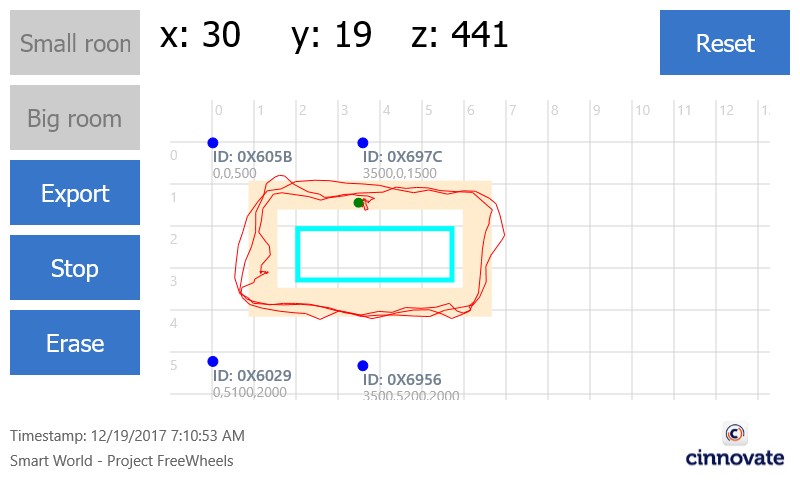 Small room
x: 30 y: 19 z: 441
Reset
Big room
Export
Stop
Erase
0 1 2 3 4 5 6 7 8 9 10 11 12 13
0
1
2
3
4
5
ID: 0X605B
0,0,500
ID: 0X697C
3500,0,1500
ID: 0X6029
0,5100,2000
ID: 0X6956
3500,5200,2000
Timestamp: 12/19/2017 7:10:53 AM
Smart World - Project FreeWheels
cinnovate